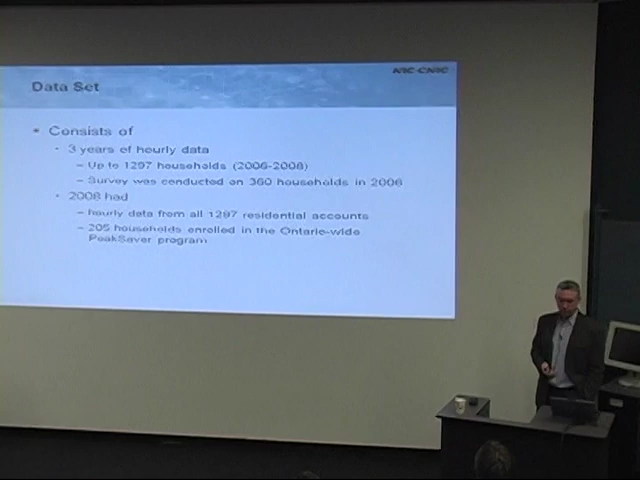 NRC-CNRC
Data Set
• Consists of
• 3 years of hourly data
– Up to 1297 households (2006-2008)
– Survey was conducted on 360 households in 2006
• 2008 had
– hourly data from all 1297 residential accounts
– 205 households enrolled in the Ontario-wide
PeakSaver program